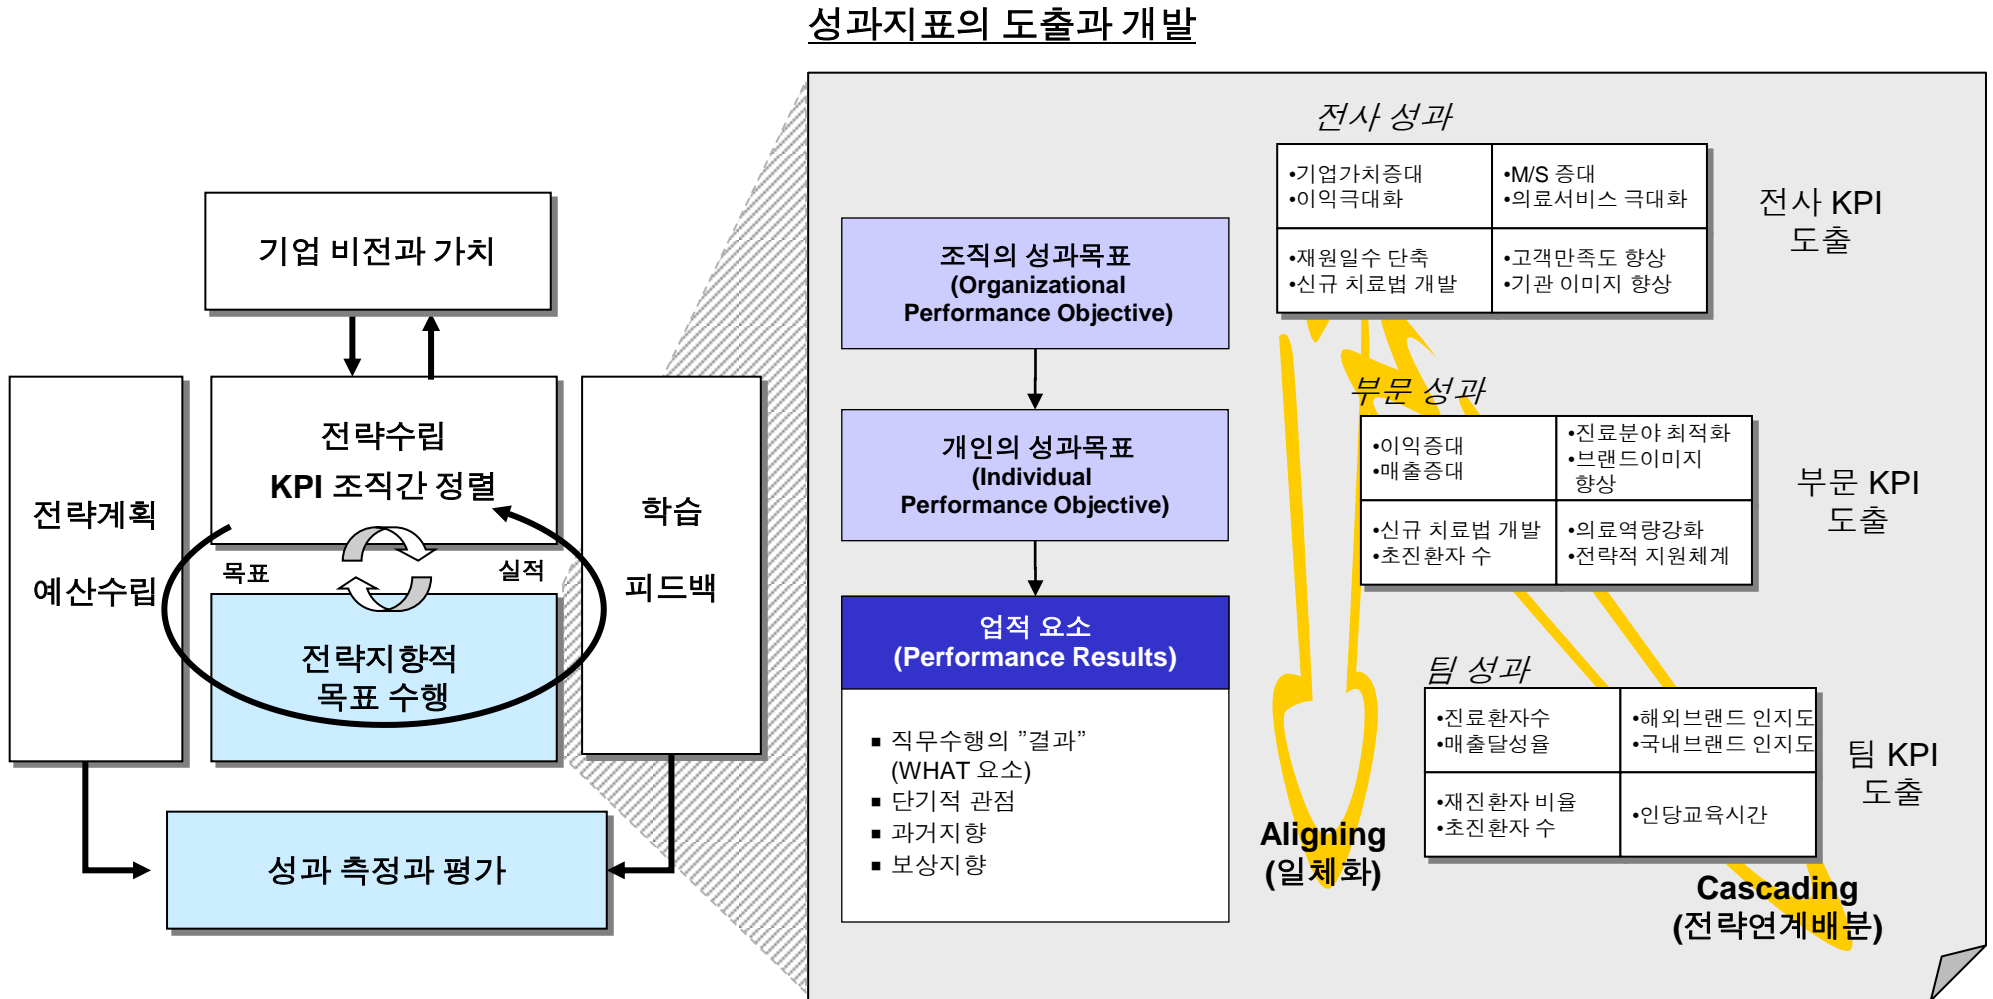 성과지표의 도출과 개발
기업 비전과 가치
전략수립
KPI 조직간 정렬
전략계획
예산수립
학습
피드백
목표
실적
전략지향적
목표 수행
성과 측정과 평가
조직의 성과목표
(Organizational
Performance Objective)
개인의 성과목표
(Individual
Performance Objective)
업적 요소
(Performance Results)
▪ 직무수행의 ”결과”
(WHAT 요소)
▪ 단기적 관점
▪ 과거지향
▪ 보상지향
전사 성과
•기업가치증대
•이익극대화
•M/S 증대
•의료서비스 극대화
•재원일수 단축
•신규 치료법 개발
•고객만족도 향상
•기관 이미지 향상
전사 KPI
도출
부문 성과
•이익증대
•매출증대
•진료분야 최적화
•브랜드이미지
향상
•신규 치료법 개발
•초진환자 수
•의료역량강화
•전략적 지원체계
부문 KPI
도출
팀 성과
•진료환자수
•매출달성율
•해외브랜드 인지도
•국내브랜드 인지도
•재진환자 비율
•초진환자 수
•인당교육시간
팀 KPI
도출
Aligning
(일체화)
Cascading
(전략연계배분)